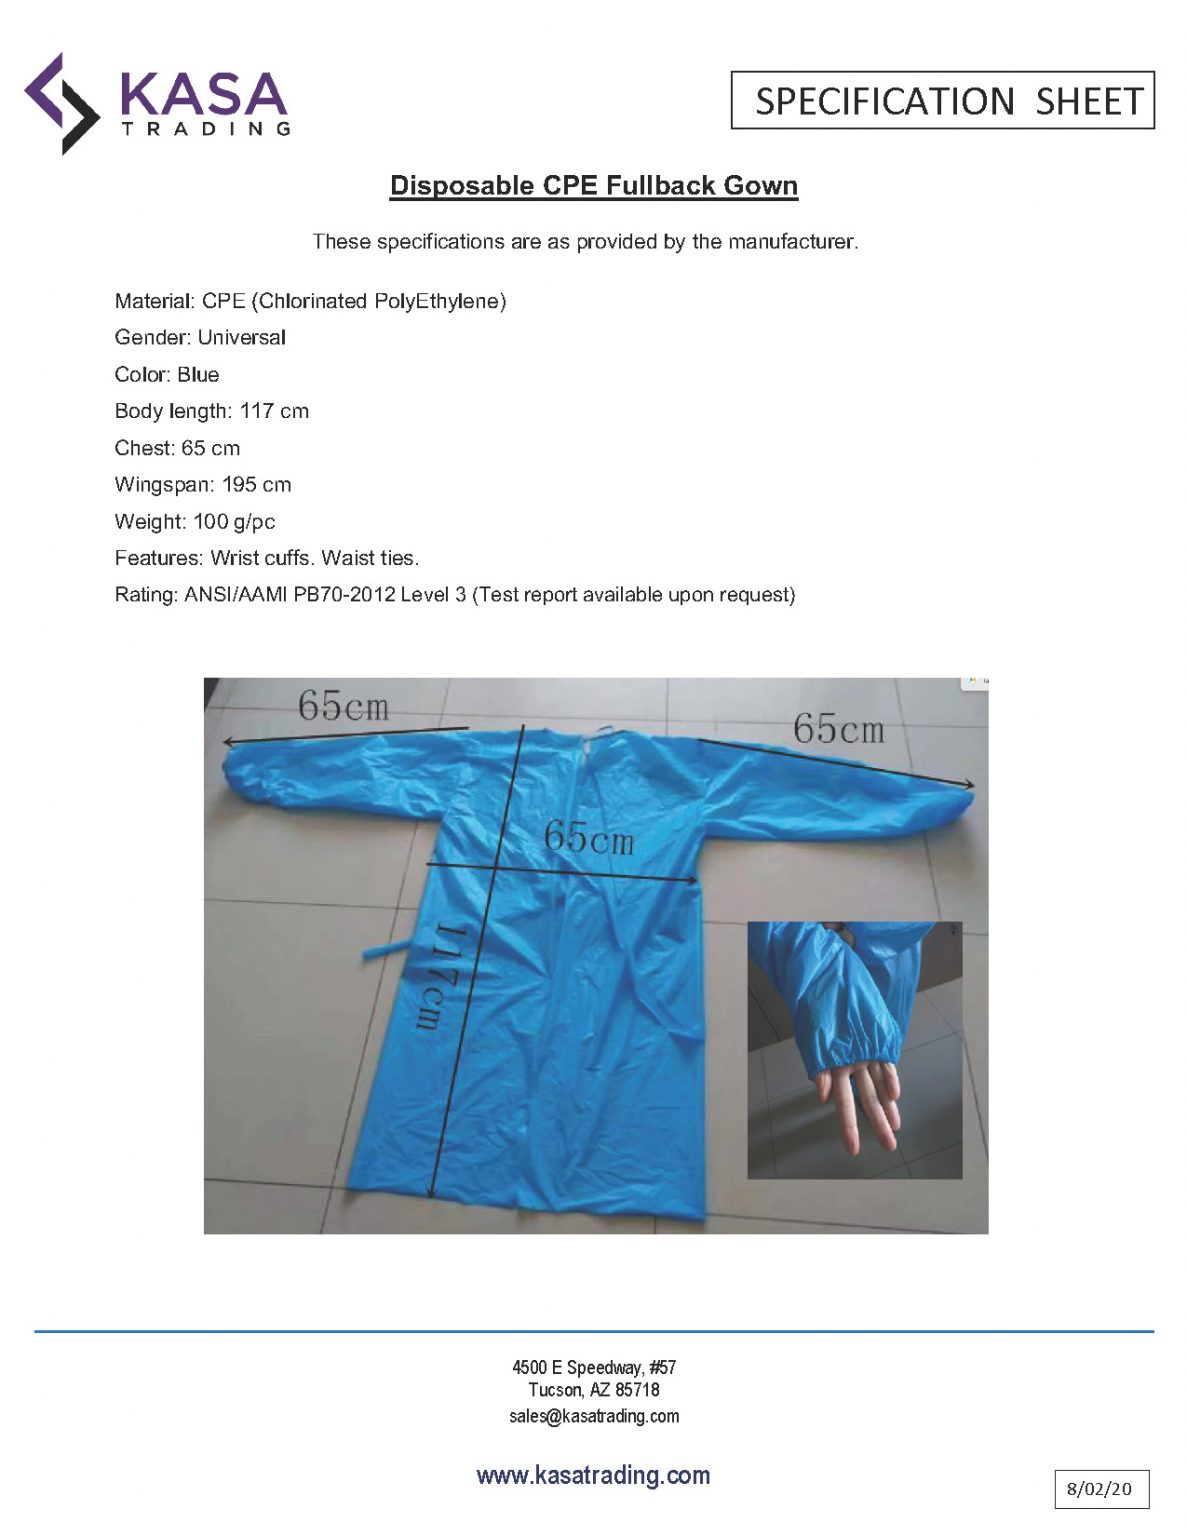 KASA
TRADING
SPECIFICATION SHEET
Disposable CPE Fullback Gown
These specifications are as provided by the manufacturer.
Material: CPE (Chlorinated PolyEthylene)
Gender: Universal
Color: Blue
Body length: 117 cm
Chest: 65 cm
Wingspan: 195 cm
Weight: 100 g/pc
Features: Wrist cuffs. Waist ties.
Rating: ANSI/AAMI PB70-2012 Level 3 (Test report available upon request)
65cm
65cm
65cm
117cm
4500 E Speedway, #57
Tucson, AZ 85718
sales@kasatrading.com
www.kasatrading.com
8/02/20